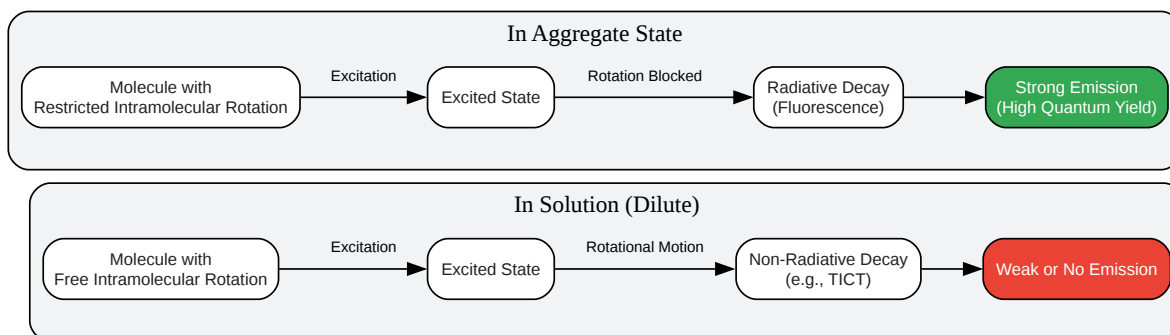 In Aggregate State
Molecule with
Restricted Intramolecular Rotation
Excitation
Excited State
Rotation Blocked
Radiative Decay
(Fluorescence)
Strong Emission
(High Quantum Yield)
In Solution (Dilute)
Molecule with
Free Intramolecular Rotation
Excitation
Excited State
Rotational Motion
Non-Radiative Decay
(e.g., TICT)
Weak or No Emission